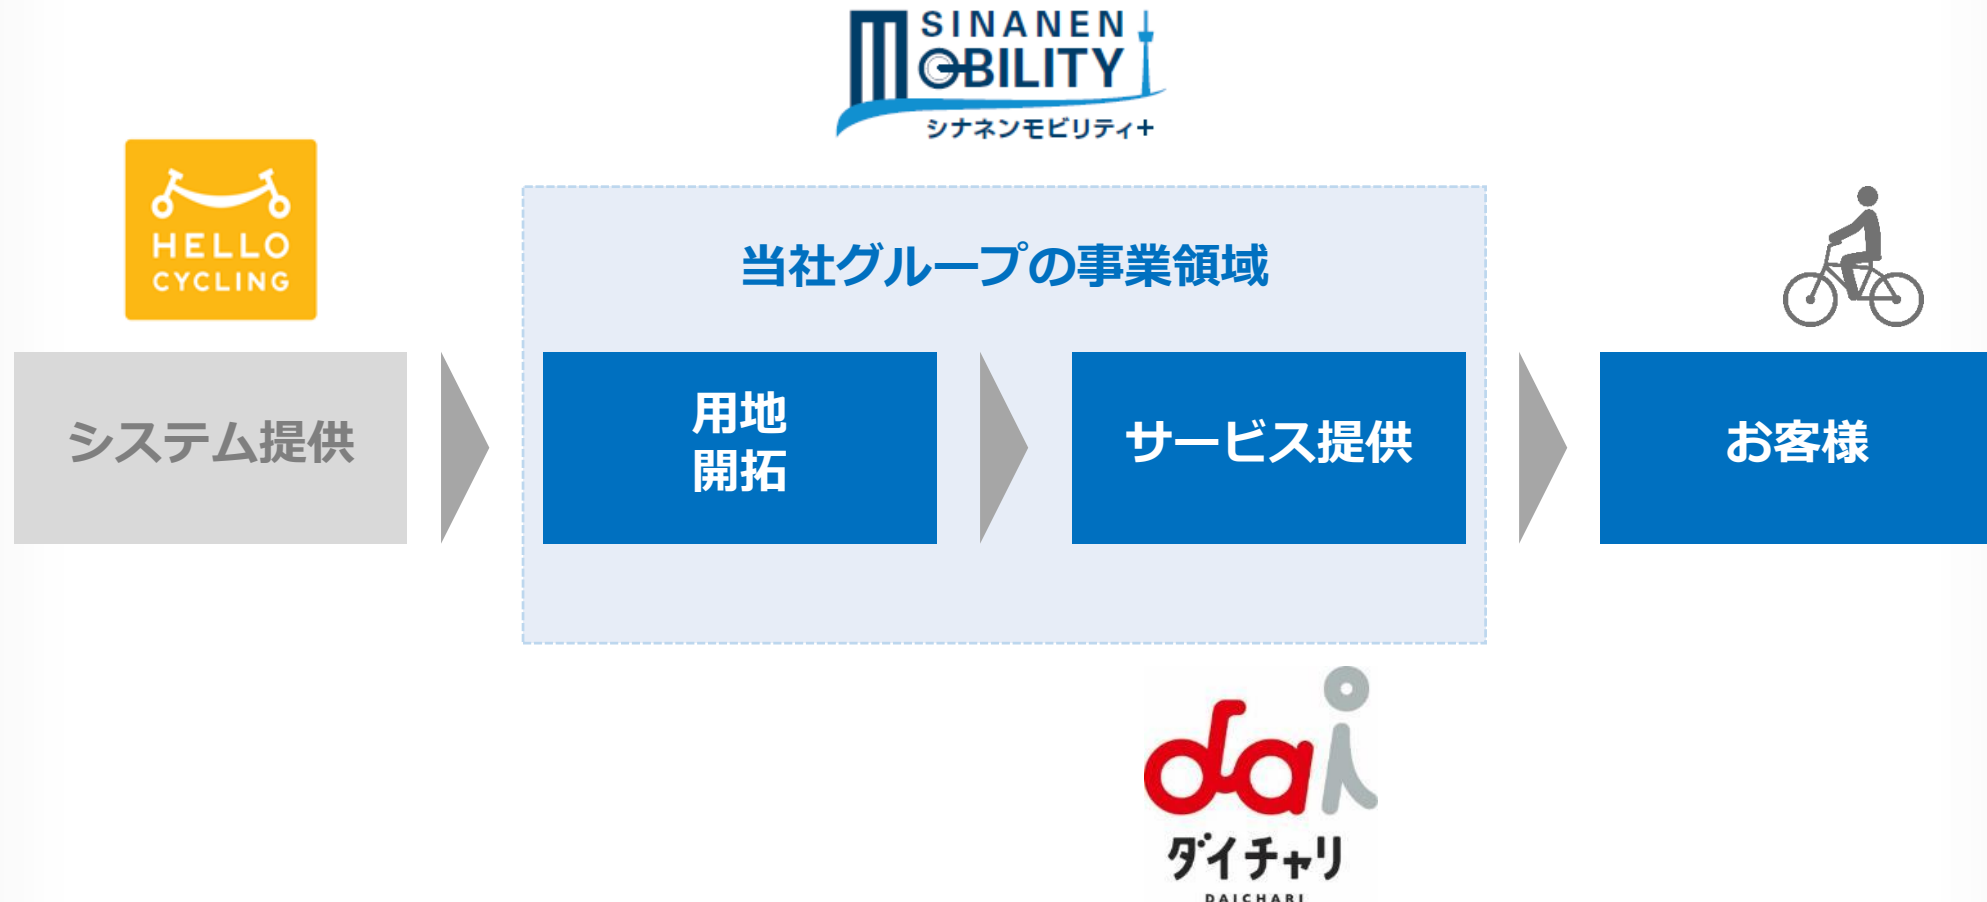 SINANEN
MOBILITY
シナネンモビリティ+
HELLO
CYCLING
当社グループの事業領域
システム提供
用地
開拓
サービス提供
お客様
dai
ダイチャリ
DAICHARI